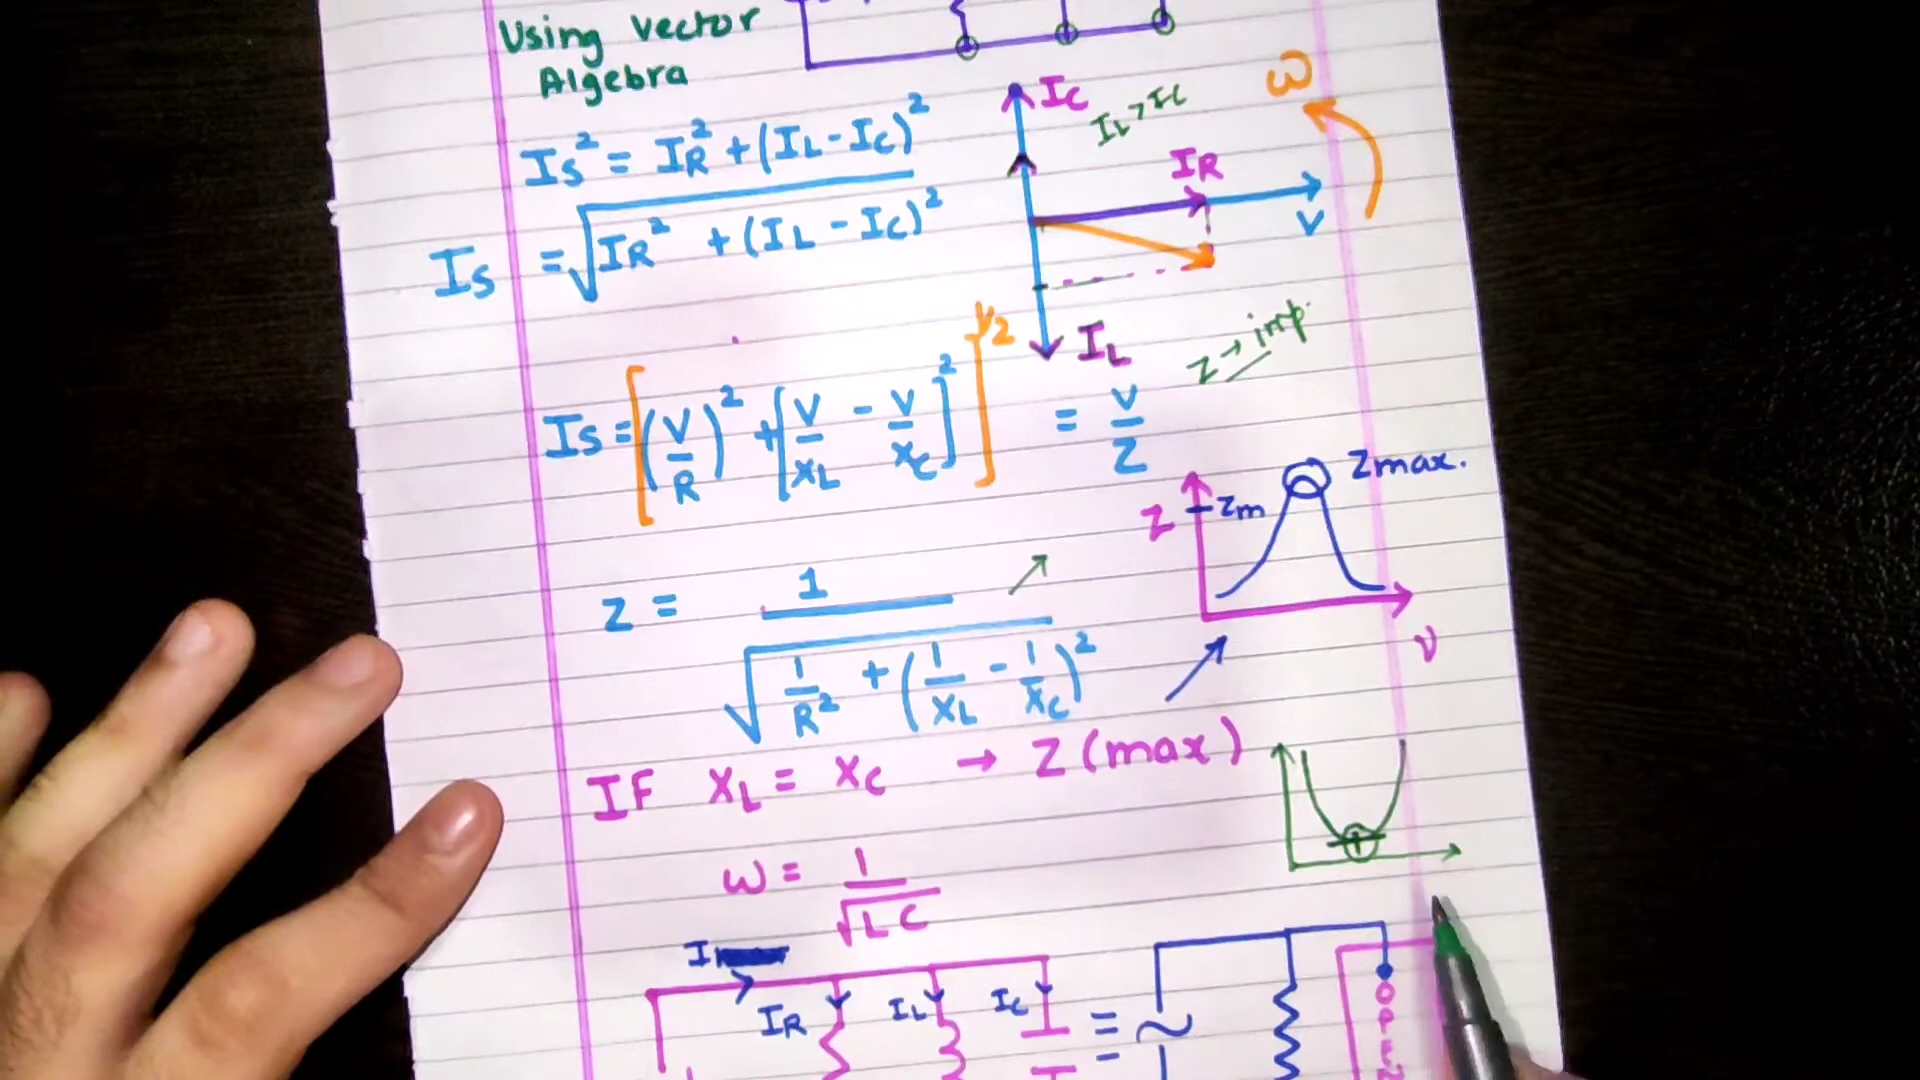 Using Vector
Algebra
Is² = IR² + (IL - IC)²
Is = √IR² + (IL - IC)²
IC
IL > IC
ω
IR
V
IL
Z → imp.
Is = [(V/R)² + [V/XL - V/XC]²]^1/2 = V/Z
Zmax.
Z
Zm
ν
Z = 1/√1/R² + (1/XL - 1/XC)²
IF XL = XC → Z (max)
ω = 1/√LC
I
IR
IL
IC
=